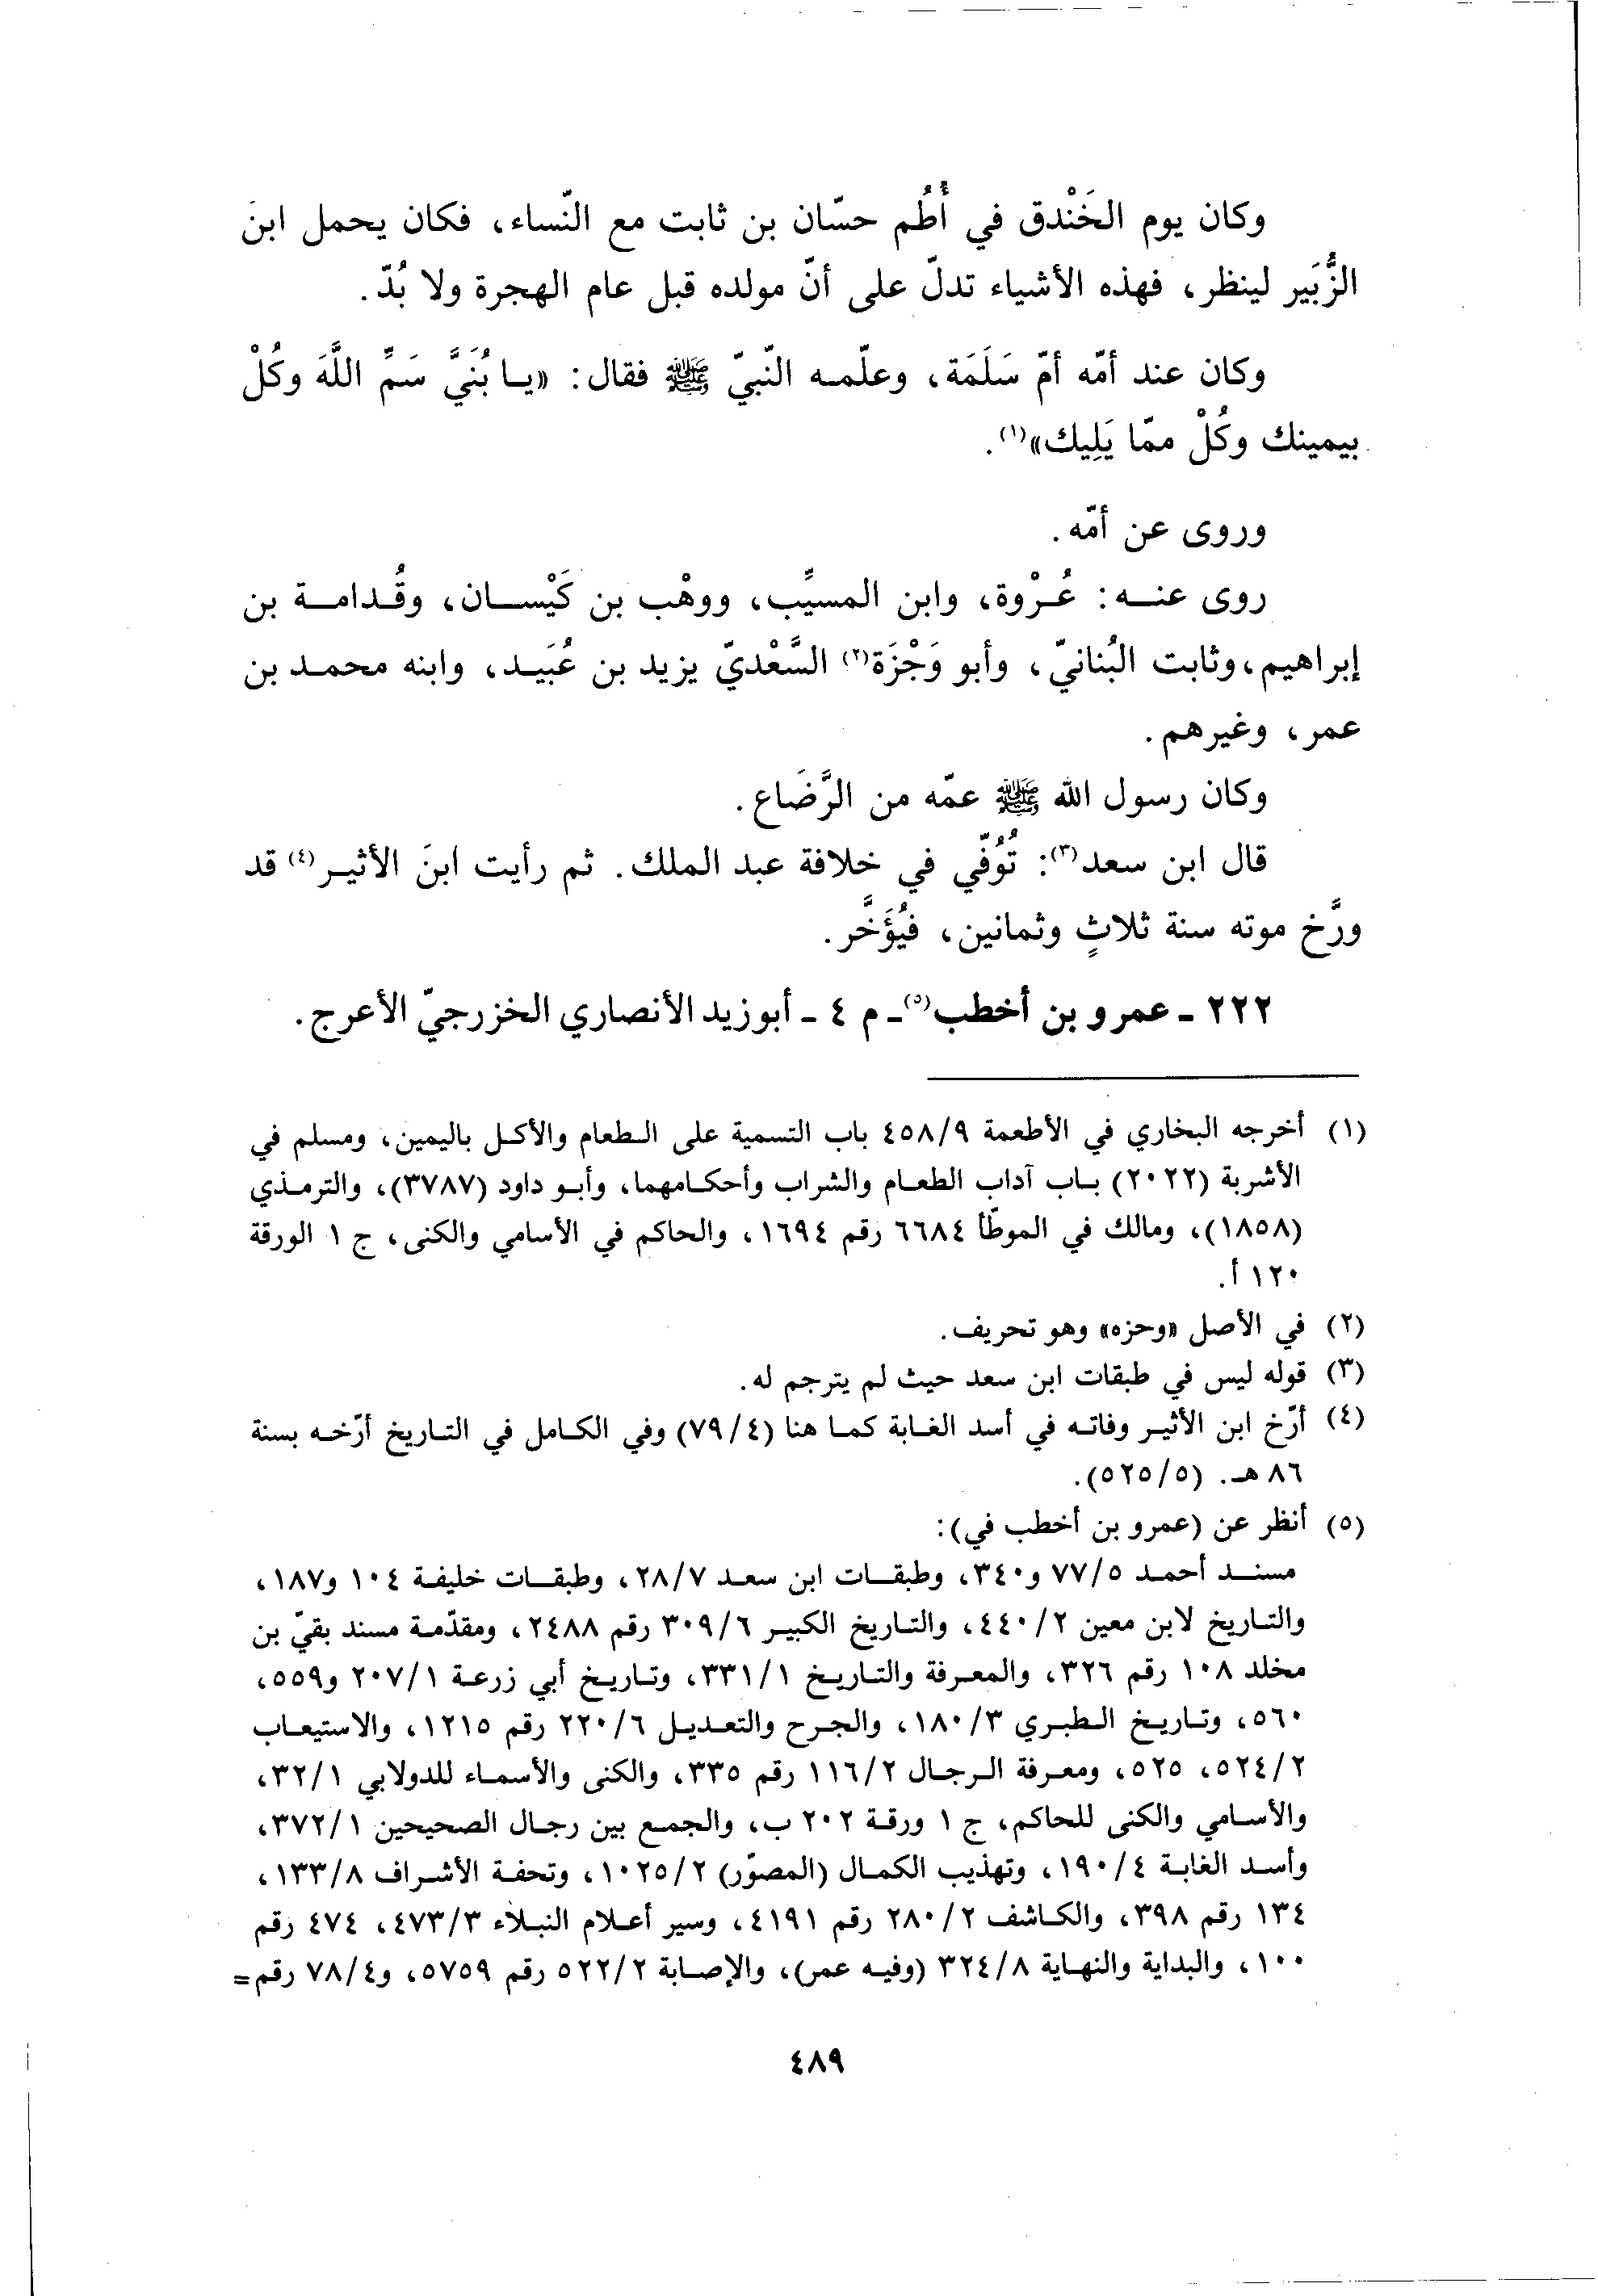 وكان يوم الخَنْدق في أُطُم حسّان بن ثابت مع النّساء، فكان يحمل ابنَ
الزُّبَير لينظر، فهذه الأشياء تدلّ على أنّ مولده قبل عام الهجرة ولا بُدّ.
وكان عند أمّه أمّ سَلَمَة، وعلّمه النّبيّ ﷺ فقال: «يا بُنَيَّ سَمِّ اللَّهَ وكُلْ
بيمينك وكُلْ ممّا يَلِيك»(١).
وروى عن أمّه.
روى عنه: عُرْوة، وابن المسيِّب، ووهْب بن كَيْسان، وقُدامة بن
إبراهيم، وثابت البُنانيّ، وأبو وَجْزَة(٢) السَّعْديّ يزيد بن عُبَيد، وابنه محمد بن
عمر، وغيرهم.
وكان رسول الله ﷺ عمّه من الرَّضَاع.
قال ابن سعد(٣): تُوُفّي في خلافة عبد الملك. ثم رأيت ابنَ الأثير(٤) قد
ورَّخ موته سنة ثلاثٍ وثمانين، فيُؤَخَّر.
٢٢٢ - عمرو بن أخطب(٥) - م ٤ - أبوزيد الأنصاري الخزرجيّ الأعرج.
(١) أخرجه البخاري في الأطعمة ٤٥٨/٩ باب التسمية على الطعام والأكل باليمين، ومسلم في
الأشربة (٢٠٢٢) باب آداب الطعام والشراب وأحكامهما، وأبو داود (٣٧٨٧)، والترمذي
(١٨٥٨)، ومالك في الموطّأ ٦٦٨٤ رقم ١٦٩٤، والحاكم في الأسامي والكنى، ج ١ الورقة
١٢٠ أ.
(٢) في الأصل «وحزه» وهو تحريف.
(٣) قوله ليس في طبقات ابن سعد حيث لم يترجم له.
(٤) أرّخ ابن الأثير وفاته في أسد الغابة كما هنا (٧٩/٤) وفي الكامل في التاريخ أرّخه بسنة
٨٦ هـ. (٥٢٥/٥).
(٥) أنظر عن (عمرو بن أخطب في):
مسند أحمد ٧٧/٥ و٣٤٠، وطبقات ابن سعد ٢٨/٧، وطبقات خليفة ١٠٤ و١٨٧،
والتاريخ لابن معين ٤٤٠/٢، والتاريخ الكبير ٣٠٩/٦ رقم ٢٤٨٨، ومقدّمة مسند بقيّ بن
مخلد ١٠٨ رقم ٣٢٦، والمعرفة والتاريخ ٣٣١/١، وتاريخ أبي زرعة ٢٠٧/١ و٥٥٩،
٥٦٠، وتاريخ الطبري ١٨٠/٣، والجرح والتعديل ٢٢٠/٦ رقم ١٢١٥، والاستيعاب
٥٢٤/٢، ٥٢٥، ومعرفة الرجال ١١٦/٢ رقم ٣٣٥، والكنى والأسماء للدولابي ٣٢/١،
والأسامي والكنى للحاكم، ج ١ ورقة ٢٠٢ ب، والجمع بين رجال الصحيحين ٣٧٢/١،
وأسد الغابة ١٩٠/٤، وتهذيب الكمال (المصوّر) ١٠٢٥/٢، وتحفة الأشراف ١٣٣/٨،
١٣٤ رقم ٣٩٨، والكاشف ٢٨٠/٢ رقم ٤١٩١، وسير أعلام النبلاء ٤٧٣/٣، ٤٧٤ رقم
١٠٠، والبداية والنهاية ٣٢٤/٨ (وفيه عمر)، والإصابة ٥٢٢/٢ رقم ٥٧٥٩، و٧٨/٤ رقم=
٤٨٩